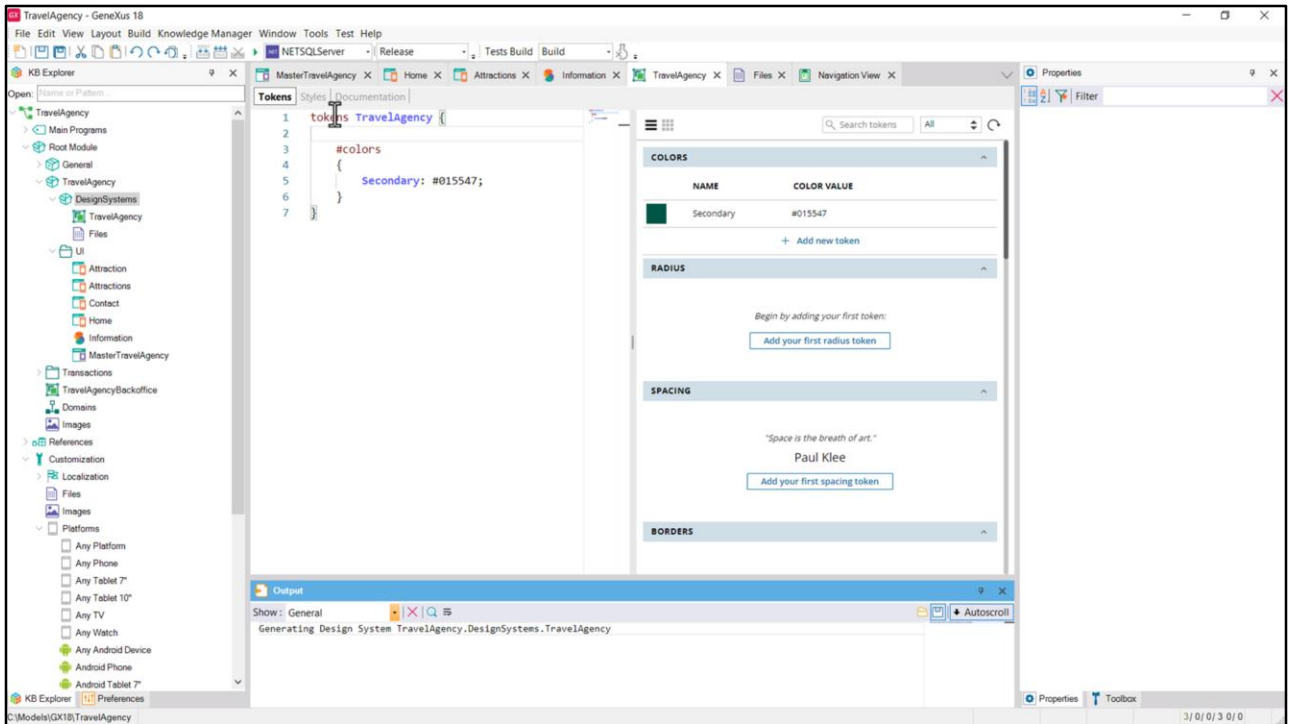 TravelAgency - GeneXus 18
File Edit View Layout Build Knowledge Manager Window Tools Test Help
NETSQLServer Release Tests Build Build
KB Explorer
Open: Name or Pattern...
TravelAgency
Main Programs
Root Module
General
TravelAgency
DesignSystems
TravelAgency
Files
UI
Attraction
Attractions
Contact
Home
Information
MasterTravelAgency
Transactions
TravelAgencyBackoffice
Domains
Images
References
Customization
Localization
Files
Images
Platforms
Any Platform
Any Phone
Any Tablet 7"
Any Tablet 10"
Any TV
Any Watch
Any Android Device
Android Phone
Android Tablet 7"
KB Explorer Preferences
MasterTravelAgency Home Attractions Information TravelAgency Files Navigation View
Tokens Styles Documentation
1 tokens TravelAgency {
2
3 #colors
4 {
5 Secondary: #015547;
6 }
7 }
Search tokens All
COLORS
NAME COLOR VALUE
Secondary #015547
+ Add new token
RADIUS
Begin by adding your first token:
Add your first radius token
SPACING
"Space is the breath of art."
Paul Klee
Add your first spacing token
BORDERS
Output
Show: General Autoscroll
Generating Design System TravelAgency.DesignSystems.TravelAgency
Properties
Filter
Properties Toolbox
C:\Models\GX18\TravelAgency 3/0/0/3 0/0